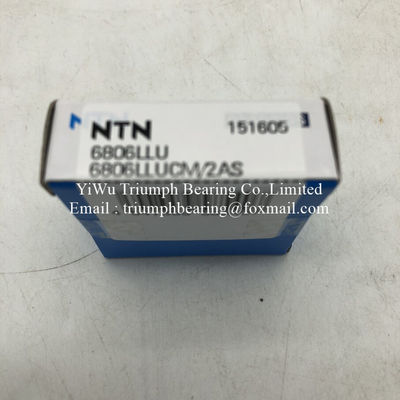 NTN 151605
6806LLU
6806LLUCM/2AS
YiWu Triumph Bearing Co.,Limited
Email : triumphbearing@foxmail.com